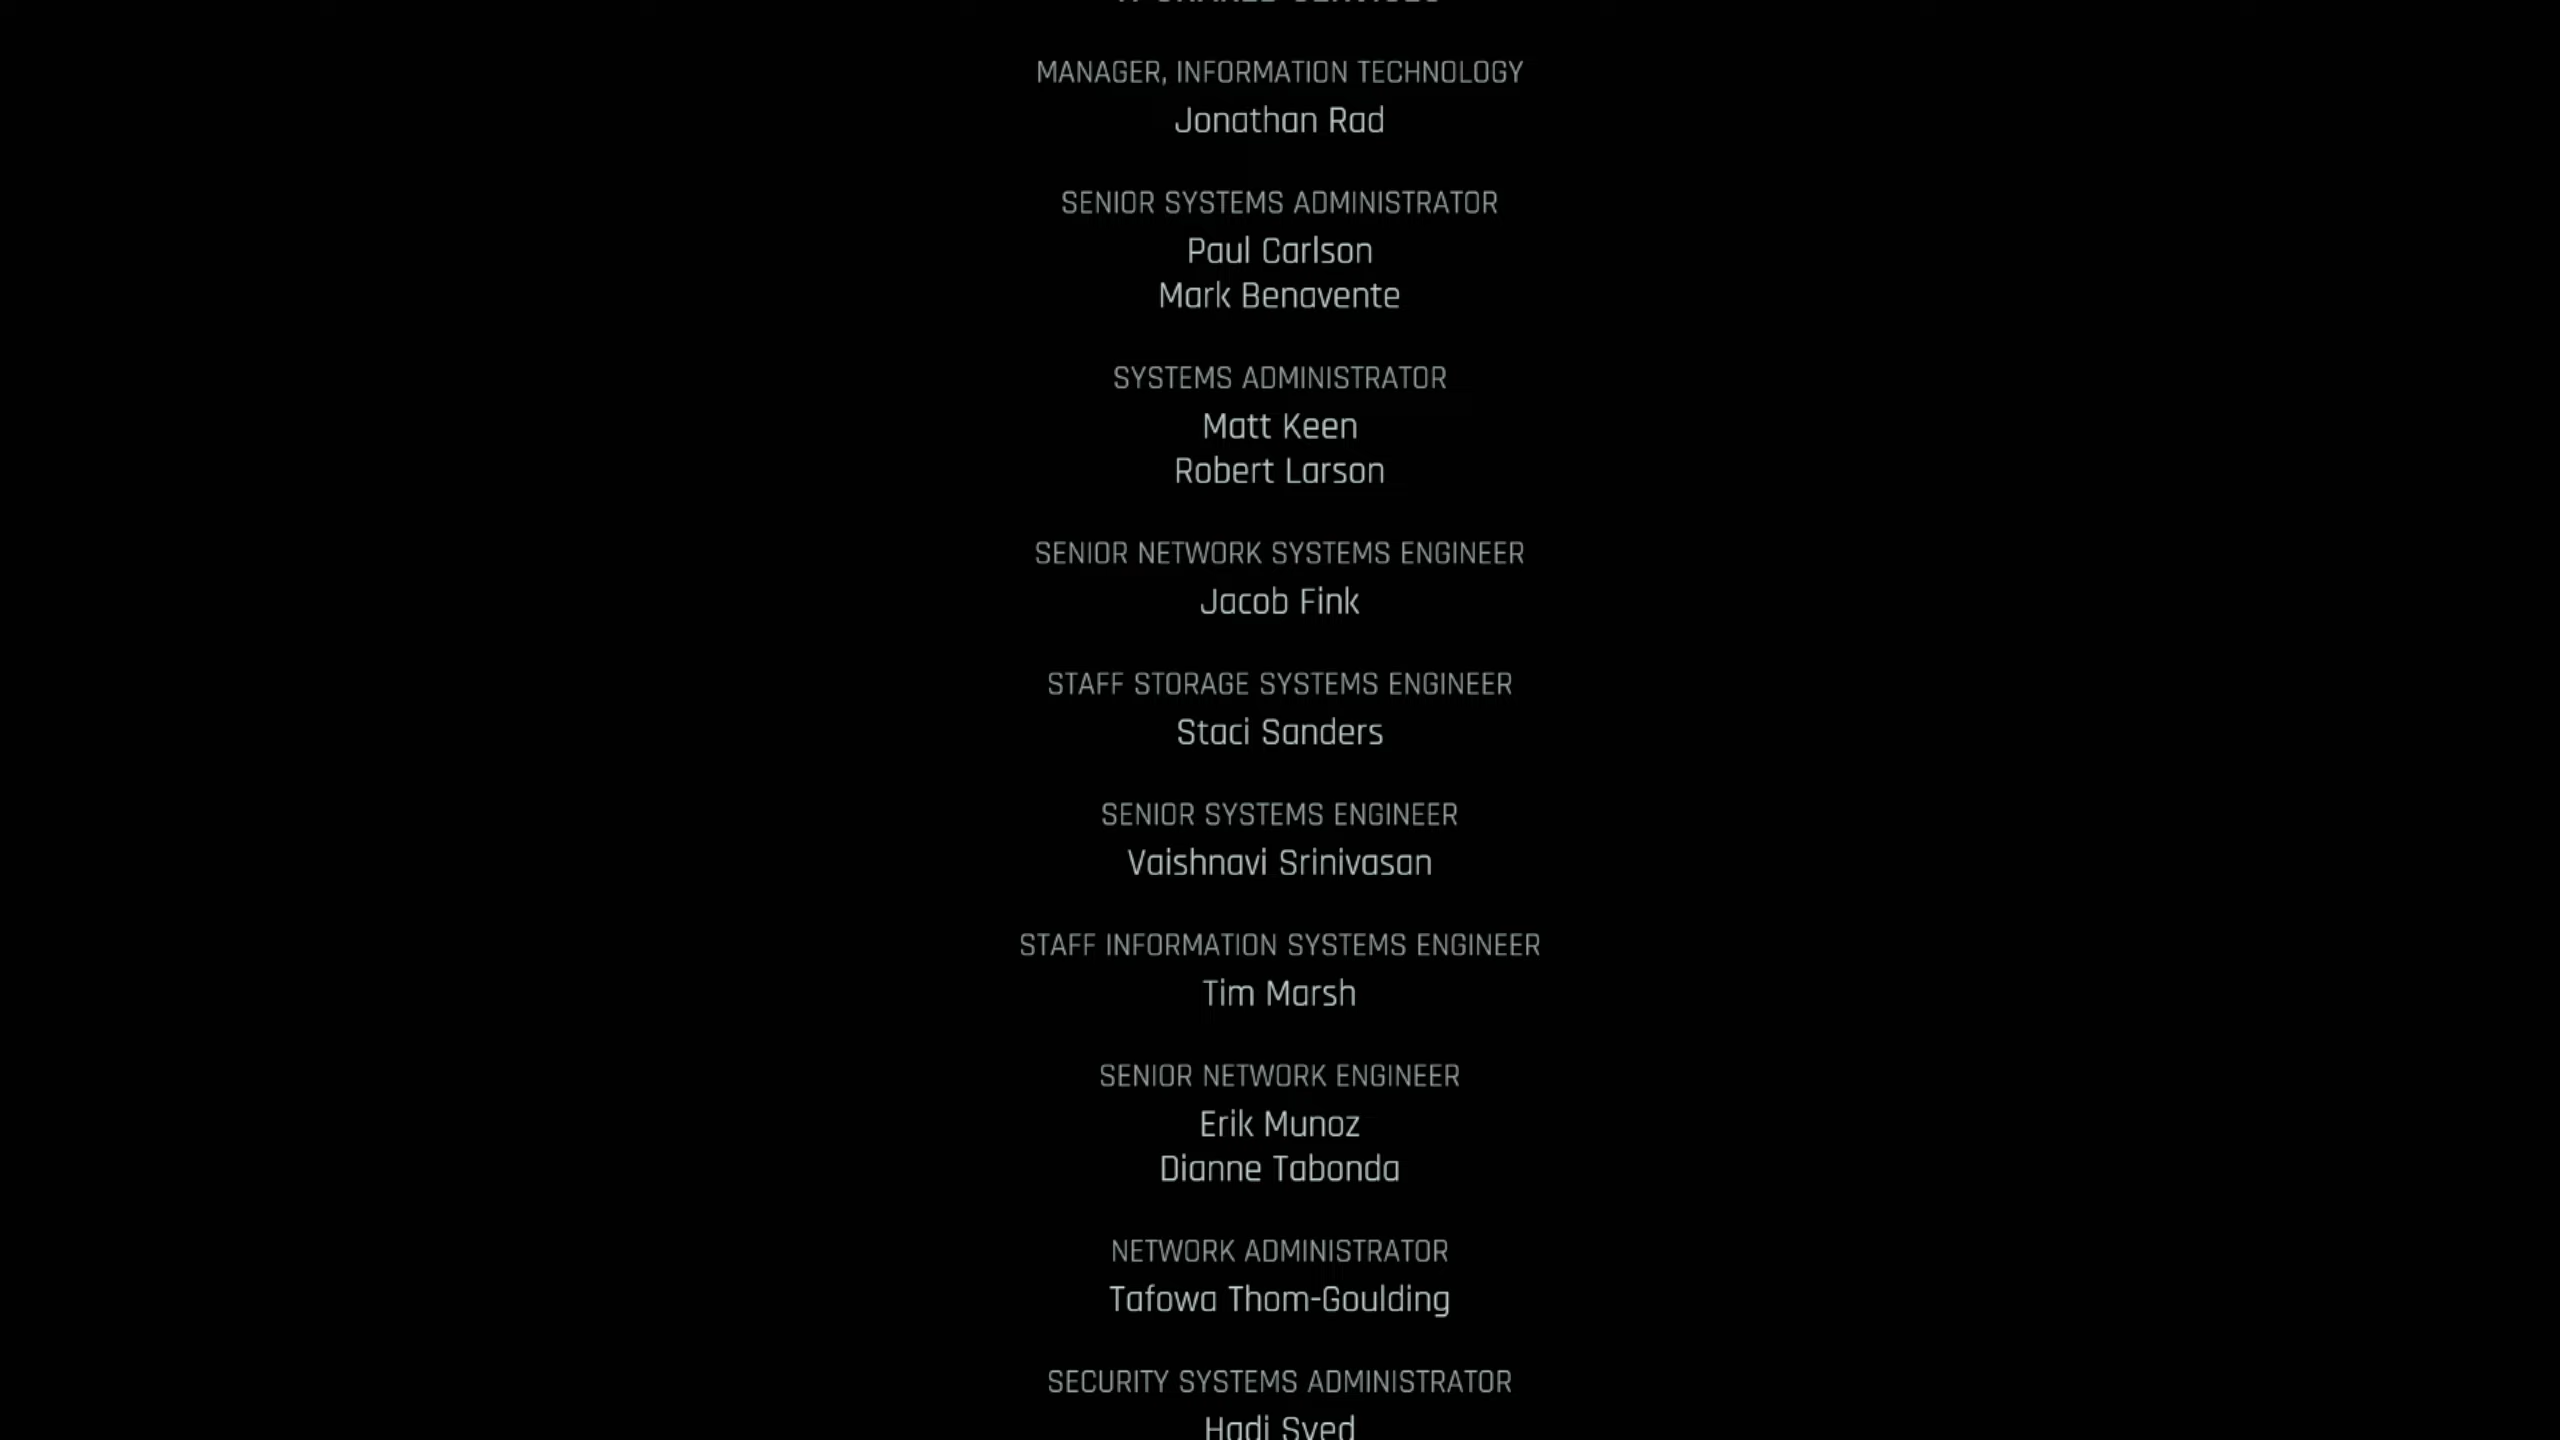 SHARED SERVICES
MANAGER, INFORMATION TECHNOLOGY
Jonathan Rad
SENIOR SYSTEMS ADMINISTRATOR
Paul Carlson
Mark Benavente
SYSTEMS ADMINISTRATOR
Matt Keen
Robert Larson
SENIOR NETWORK SYSTEMS ENGINEER
Jacob Fink
STAFF STORAGE SYSTEMS ENGINEER
Staci Sanders
SENIOR SYSTEMS ENGINEER
Vaishnavi Srinivasan
STAFF INFORMATION SYSTEMS ENGINEER
Tim Marsh
SENIOR NETWORK ENGINEER
Erik Munoz
Dianne Tabonda
NETWORK ADMINISTRATOR
Tafowa Thom-Goulding
SECURITY SYSTEMS ADMINISTRATOR
Hadi Syed